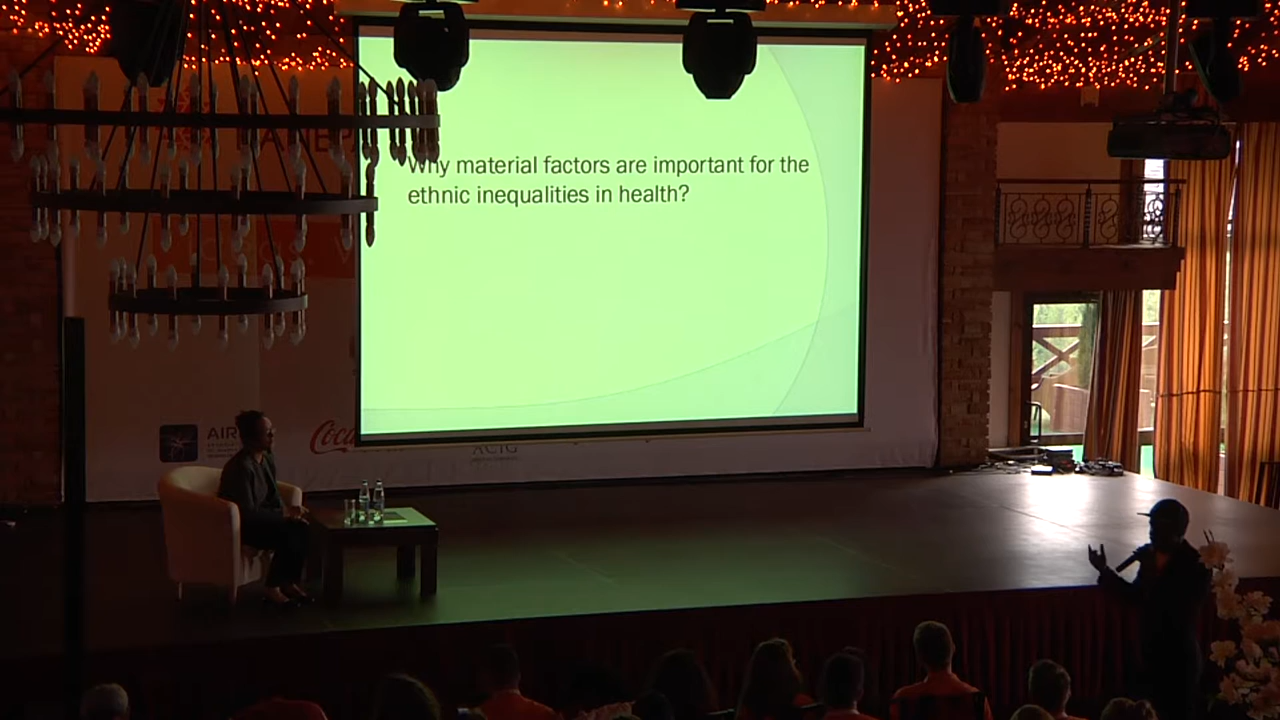 Why material factors are important for the
ethnic inequalities in health?
AIR
Coca
ACIG